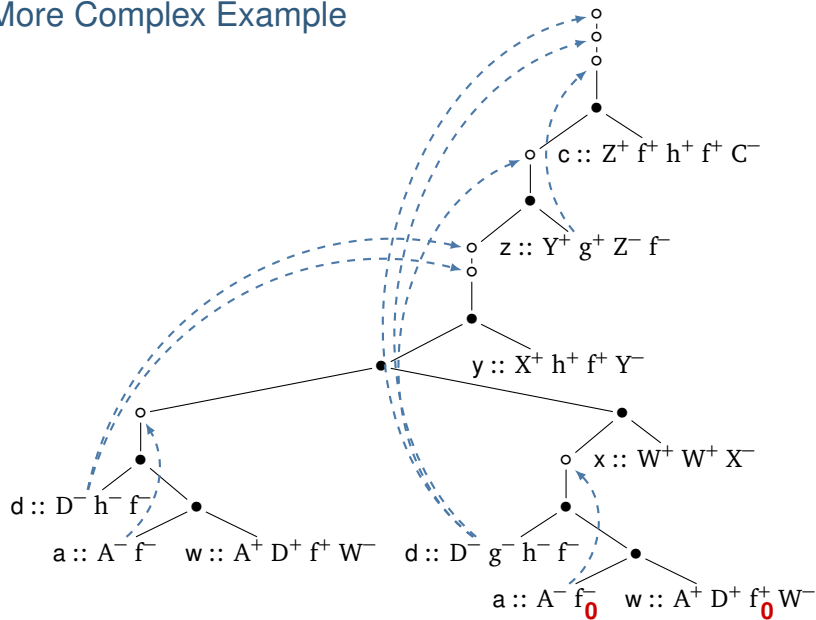 More Complex Example
c :: Z⁺ f⁺ h⁺ f⁺ C⁻
z :: Y⁺ g⁺ Z⁻ f⁻
y :: X⁺ h⁺ f⁺ Y⁻
x :: W⁺ W⁺ X⁻
d :: D⁻ h⁻ f⁻
a :: A⁻ f⁻ w :: A⁺ D⁺ f⁺ W⁻ d :: D⁻ g⁻ h⁻ f⁻
a :: A⁻ f⁻₀ w :: A⁺ D⁺ f⁺₀ W⁻